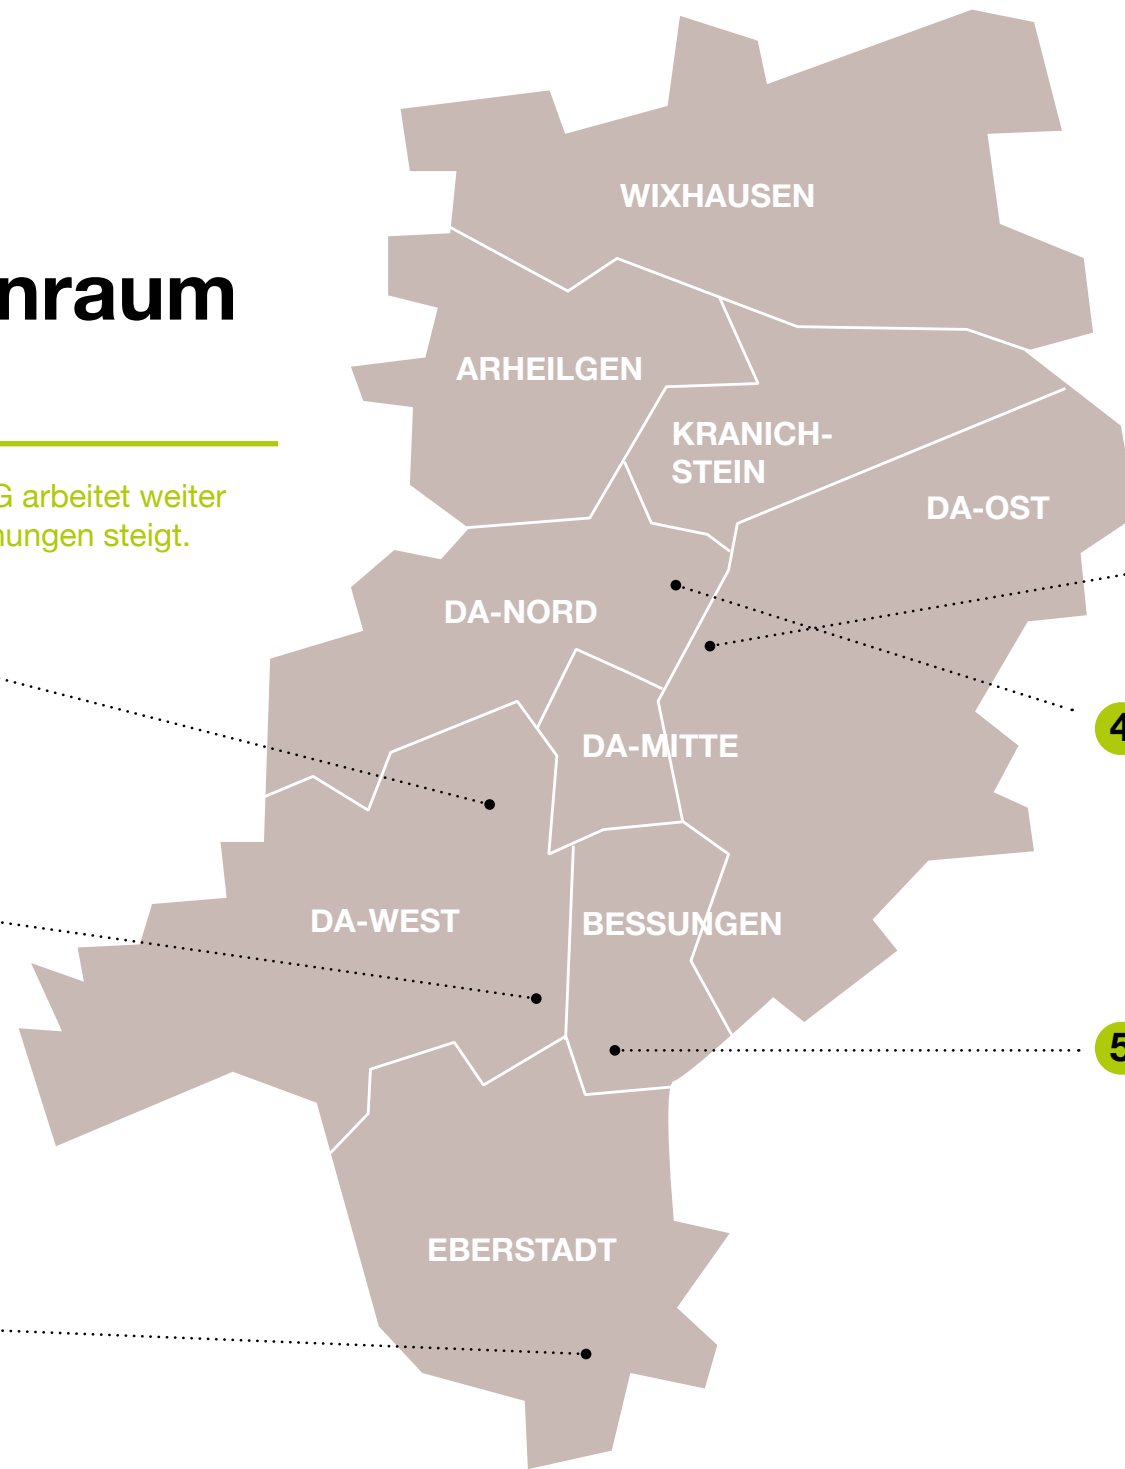 WIXHAUSEN
nraum
ARHEILGEN
KRANICH-
STEIN
G arbeitet weiter
nungen steigt.
DA-OST
DA-NORD
4
DA-MITTE
DA-WEST
BESSUNGEN
5
EBERSTADT